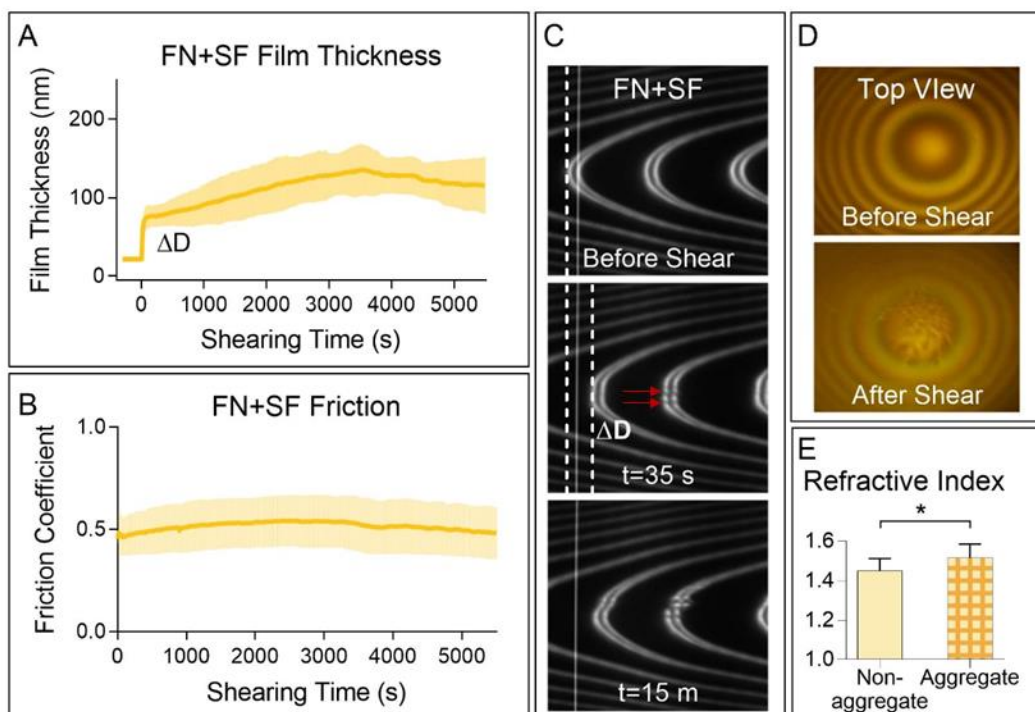 A
FN+SF Film Thickness
Film Thickness (nm)
200
100
0
ΔD
0 1000 2000 3000 4000 5000
Shearing Time (s)
B
FN+SF Friction
Friction Coefficient
1.0
0.5
0.0
0 1000 2000 3000 4000 5000
Shearing Time (s)
C
FN+SF
Before Shear
ΔD
t=35 s
t=15 m
D
Top VIew
Before Shear
After Shear
E
Refractive Index
*
1.6
1.4
1.2
1.0
Non-
aggregate
Aggregate